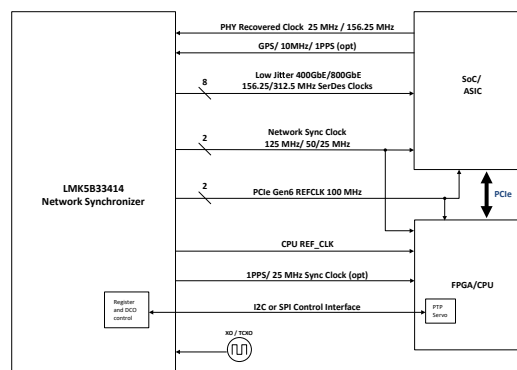 PHY Recovered Clock 25 MHz / 156.25 MHz
GPS/ 10MHz/ 1PPS (opt)
8
Low Jitter 400GbE/800GbE
156.25/312.5 MHz SerDes Clocks
SoC/
ASIC
2
Network Sync Clock
125 MHz/ 50/25 MHz
LMK5B33414
Network Synchronizer
2
PCIe Gen6 REFCLK 100 MHz
PCIe
CPU REF_CLK
1PPS/ 25 MHz Sync Clock (opt)
FPGA/CPU
Register
and DCO
control
I2C or SPI Control Interface
PTP
Servo
XO / TCXO